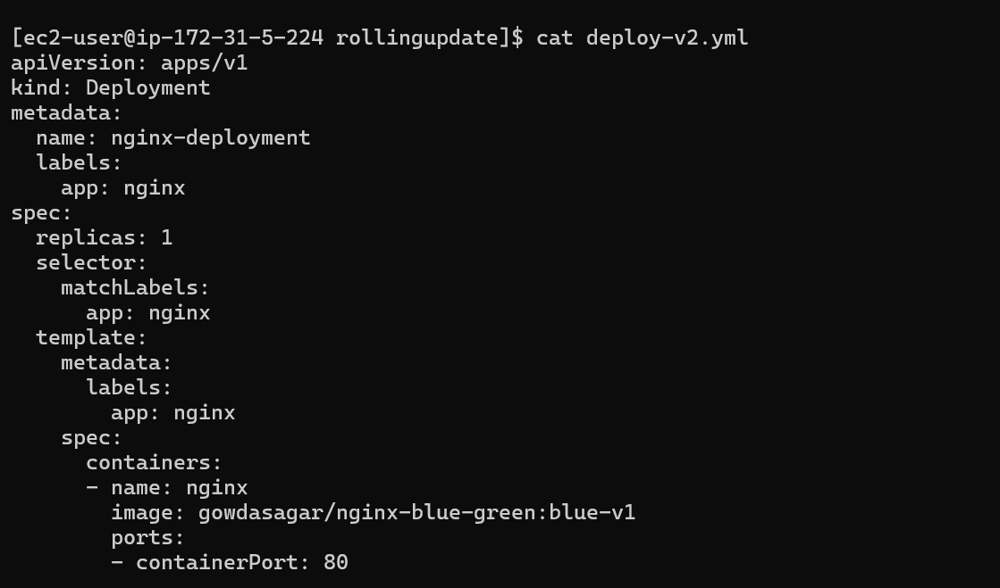 [ec2-user@ip-172-31-5-224 rollingupdate]$ cat deploy-v2.yml
apiVersion: apps/v1
kind: Deployment
metadata:
  name: nginx-deployment
  labels:
    app: nginx
spec:
  replicas: 1
  selector:
    matchLabels:
      app: nginx
  template:
    metadata:
      labels:
        app: nginx
    spec:
      containers:
      - name: nginx
        image: gowdasagar/nginx-blue-green:blue-v1
        ports:
        - containerPort: 80